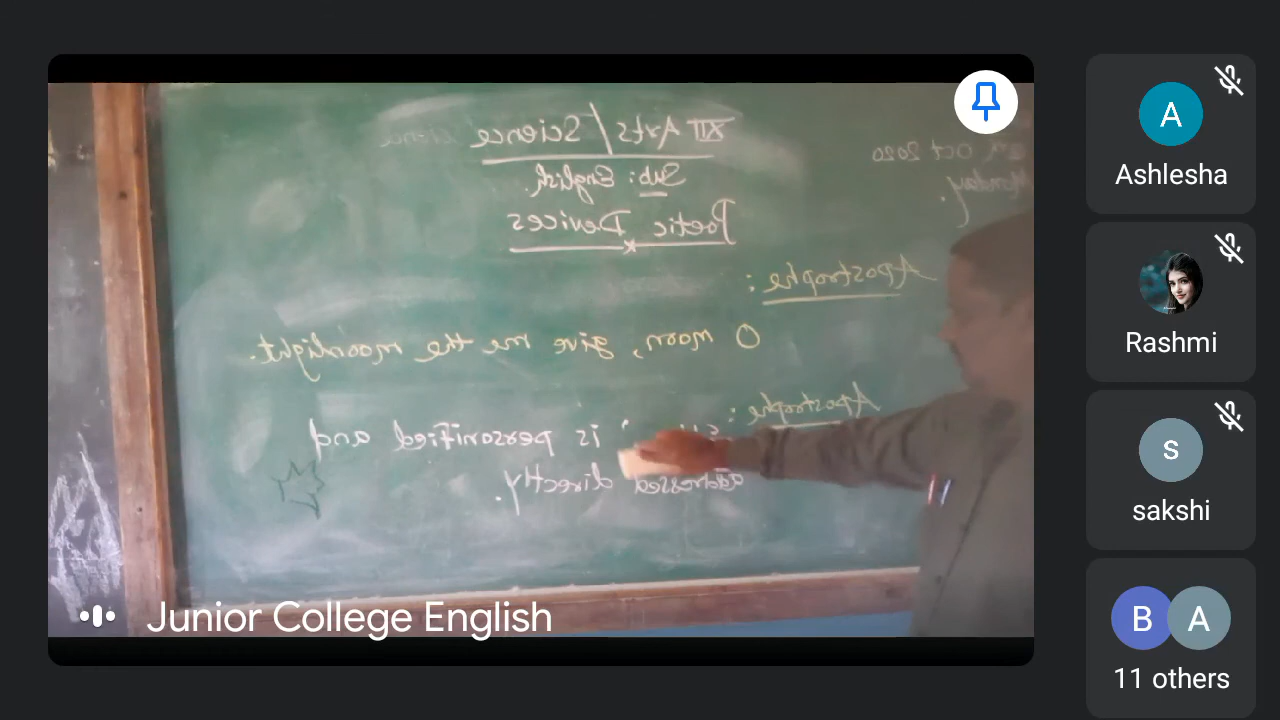 XII Arts / Science
Sub: English.
Poetic Devices
Oct 2020
Monday.
Apostrophe :
O moon, give me the moonlight.
Apostrophe :
is personified and
addressed directly.
Junior College English
A
Ashlesha
Rashmi
s
sakshi
B A
11 others